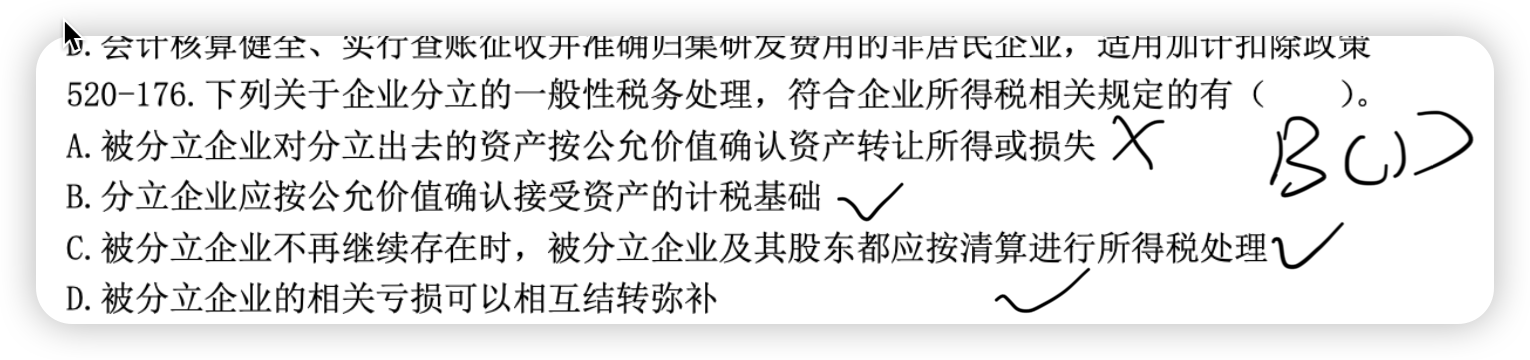 D. 会计核算健全、实行查账征收并准确归集研发费用的非居民企业，适用加计扣除政策
520-176. 下列关于企业分立的一般性税务处理，符合企业所得税相关规定的有（　　）。
A. 被分立企业对分立出去的资产按公允价值确认资产转让所得或损失 X
BCD
B. 分立企业应按公允价值确认接受资产的计税基础 ✓
C. 被分立企业不再继续存在时，被分立企业及其股东都应按清算进行所得税处理 ✓
D. 被分立企业的相关亏损可以相互结转弥补 ✓